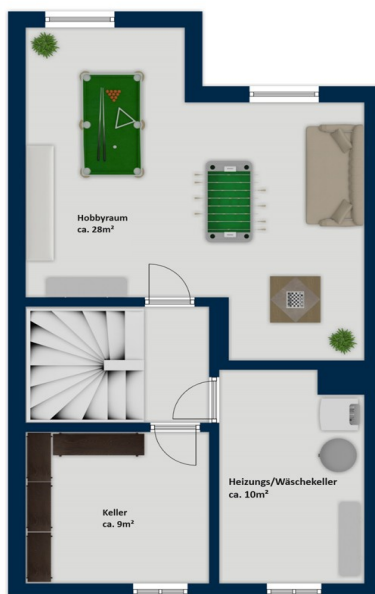 Hobbyraum
ca. 28m²
Heizungs/Wäschekeller
ca. 10m²
Keller
ca. 9m²